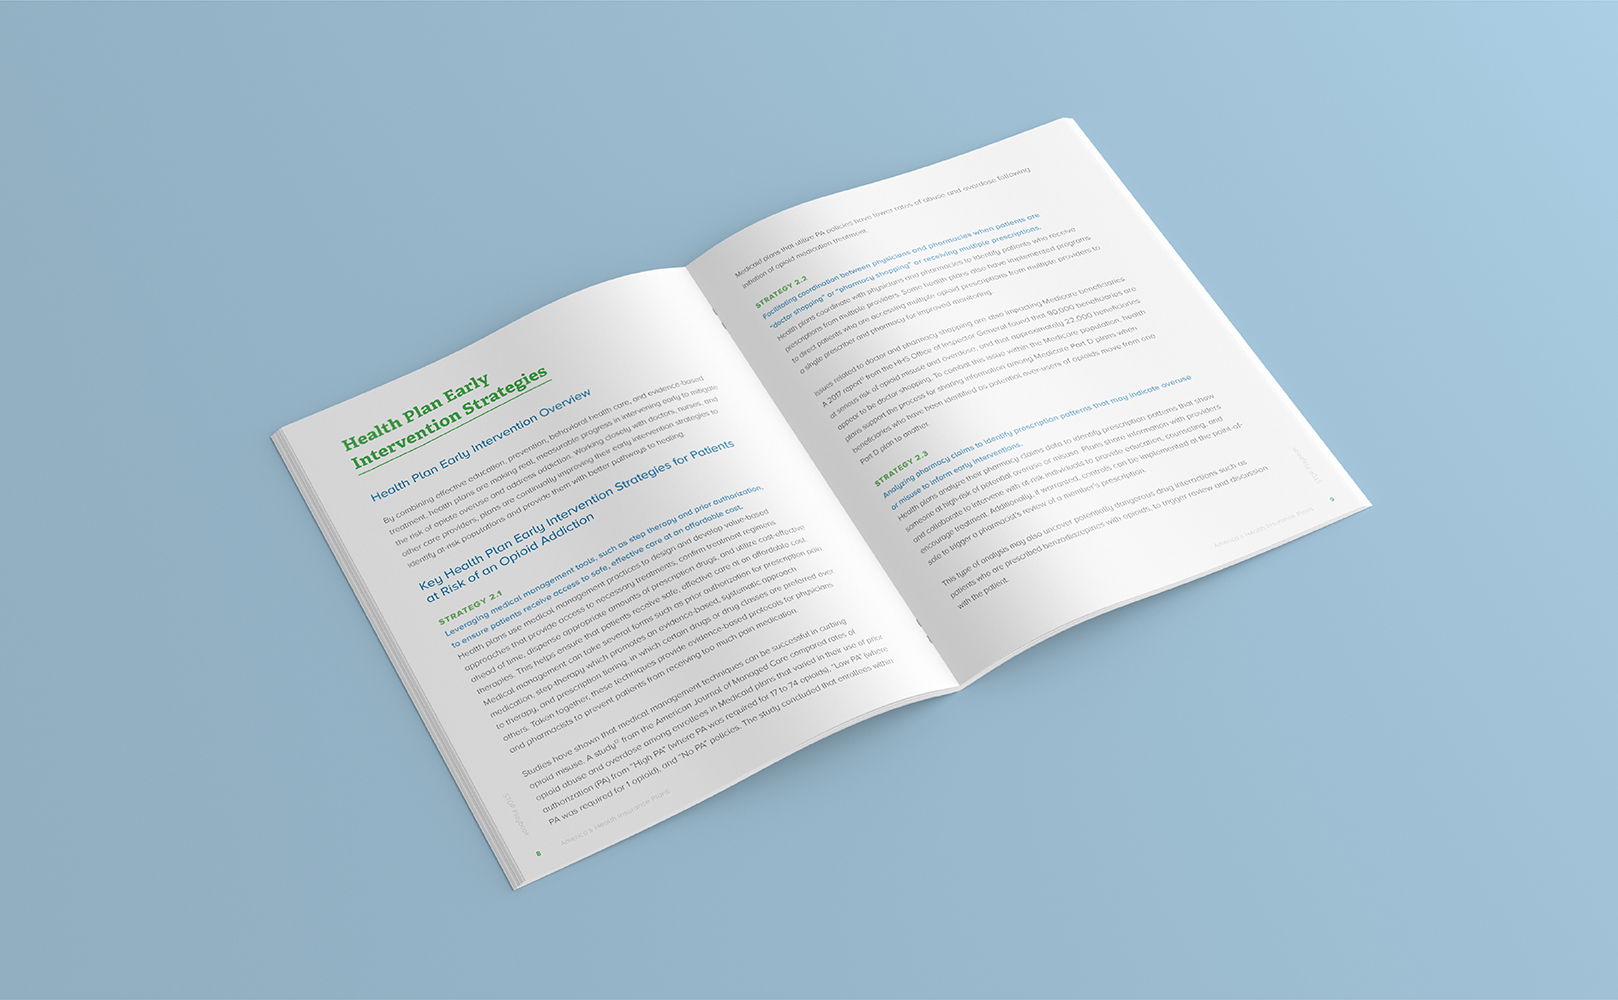 Health Plan Early
Intervention Strategies
Health Plan Early Intervention Overview
By combining effective education, prevention, behavioral health care, and evidence-based
treatment, health plans are making real, measurable progress in intervening early to mitigate
the risk of opiate overuse and address addiction. Working closely with doctors, nurses, and
other care providers, plans are continually improving their early intervention strategies to
identify at-risk populations and provide them with better pathways to healing.
Key Health Plan Early Intervention Strategies for Patients
at Risk of an Opioid Addiction
STRATEGY 2.1
Leveraging medical management tools, such as step therapy and prior authorization,
to ensure patients receive access to safe, effective care at an affordable cost.
Health plans use medical management practices to design and develop value-based
approaches that provide access to necessary treatments, confirm treatment regimens
ahead of time, dispense appropriate amounts of prescription drugs, and utilize cost-effective
therapies. This helps ensure that patients receive safe, effective care at an affordable cost.
Medical management can take several forms such as prior authorization for prescription pain
medication, step-therapy which promotes an evidence-based, systematic approach
to therapy, and prescription tiering, in which certain drugs or drug classes are preferred over
others. Taken together, these techniques provide evidence-based protocols for physicians
and pharmacists to prevent patients from receiving too much pain medication.
Studies have shown that medical management techniques can be successful in curbing
opioid misuse. A study from the American Journal of Managed Care compared rates of
opioid abuse and overdose among enrollees in Medicaid plans that varied in their use of prior
authorization (PA) from "High PA" (where PA was required for 17 to 74 opioids), "Low PA" (where
PA was required for 1 opioid), and "No PA" policies. The study concluded that enrollees within
STOP Playbook
8
America's Health Insurance Plans
Medicaid plans that utilize PA policies have lower rates of abuse and overdose following
initiation of opioid medication treatment.
STRATEGY 2.2
Facilitating coordination between physicians and pharmacies when patients are
"doctor shopping" or "pharmacy shopping" or receiving multiple prescriptions.
Health plans coordinate with physicians and pharmacies to identify patients who receive
prescriptions from multiple providers. Some health plans also have implemented programs
to direct patients who are accessing multiple opioid prescriptions from multiple providers to
a single prescriber and pharmacy for improved monitoring.
Issues related to doctor and pharmacy shopping are also impacting Medicare beneficiaries.
A 2017 report from the HHS Office of Inspector General found that 90,000 beneficiaries are
at serious risk of opioid misuse and overdose, and that approximately 22,000 beneficiaries
appear to be doctor shopping. To combat this issue within the Medicare population, health
plans support the process for sharing information among Medicare Part D plans when
beneficiaries who have been identified as potential over-users of opioids move from one
Part D plan to another.
STRATEGY 2.3
Analyzing pharmacy claims to identify prescription patterns that may indicate overuse
or misuse to inform early interventions.
Health plans analyze their pharmacy claims data to identify prescription patterns that show
someone at high-risk of potential overuse or misuse. Plans share information with providers
and collaborate to intervene with at-risk individuals to provide education, counseling, and
encourage treatment. Additionally, if warranted, controls can be implemented at the point-of-
sale to trigger a pharmacist's review of a member's prescription.
This type of analysis may also uncover potentially dangerous drug interactions such as
patients who are prescribed benzodiazepines with opioids, to trigger review and discussion
with the patient.
STOP Playbook
9
America's Health Insurance Plans